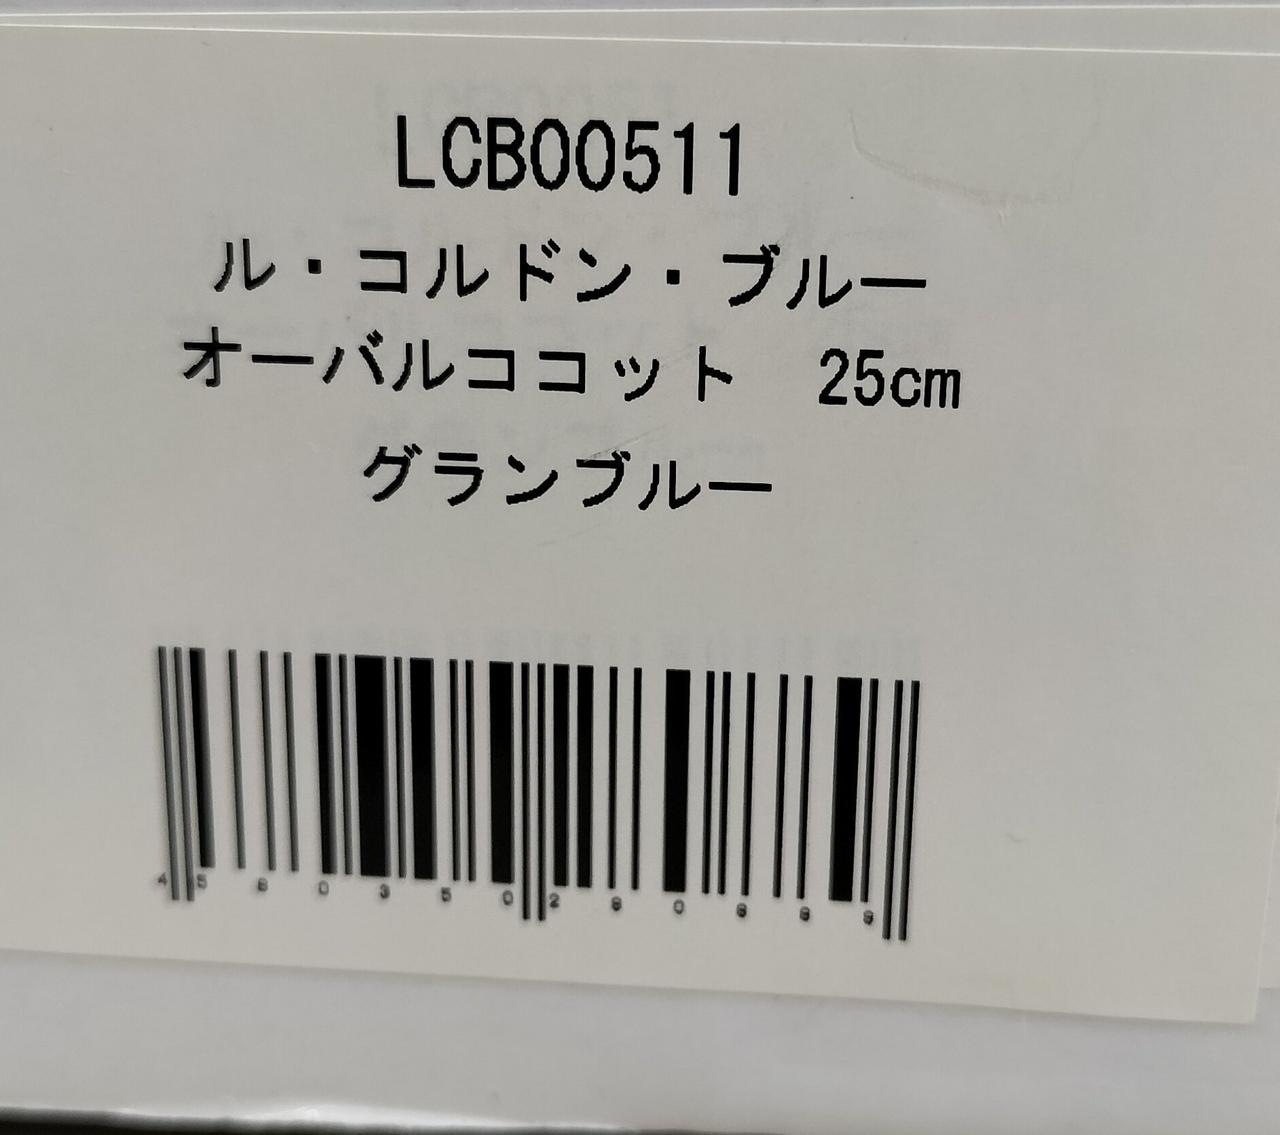 LCB00511
ル・コルドン・ブルー
オーバルココット　25cm
グランブルー
4580350280889